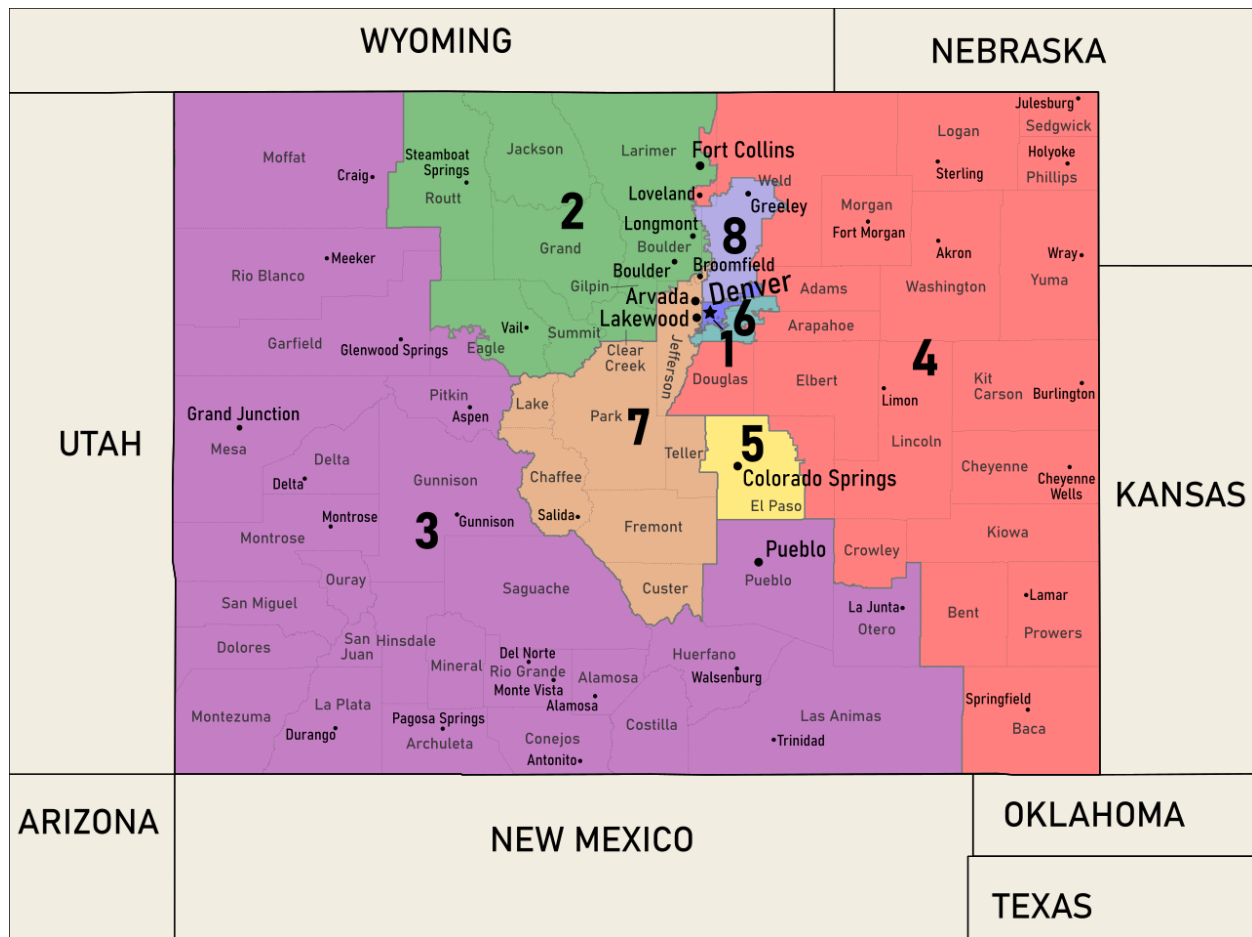 WYOMING
NEBRASKA
Julesburg
Sedgwick
Logan
Moffat
Jackson
Larimer
Fort Collins
Steamboat
Springs
Holyoke
Phillips
Craig
Sterling
Weld
Routt
Loveland
Greeley
Morgan
2
Longmont
Fort Morgan
8
Grand
Boulder
Akron
Wray
Meeker
Rio Blanco
Boulder
Broomfield
Yuma
Gilpin
Denver
Adams
Washington
Arvada
Lakewood
6
Arapahoe
Vail
Summit
Garfield
Glenwood Springs
Eagle
Clear
Creek
Jefferson
1
4
Douglas
Elbert
Kit
Carson
Burlington
Pitkin
Aspen
Lake
Park
7
Limon
Grand Junction
Mesa
UTAH
5
Lincoln
Teller
Delta
Delta
Gunnison
Chaffee
Colorado Springs
Cheyenne
Cheyenne
Wells
KANSAS
El Paso
Montrose
Montrose
3
Gunnison
Salida
Fremont
Kiowa
Pueblo
Crowley
Ouray
Saguache
Custer
Pueblo
San Miguel
La Junta
Otero
Bent
Lamar
Prowers
Dolores
San
Juan
Hinsdale
Mineral
Del Norte
Rio Grande
Monte Vista
Alamosa
Alamosa
Huerfano
Walsenburg
Montezuma
La Plata
Durango
Pagosa Springs
Archuleta
Conejos
Antonito
Costilla
Las Animas
Trinidad
Springfield
Baca
ARIZONA
NEW MEXICO
OKLAHOMA
TEXAS